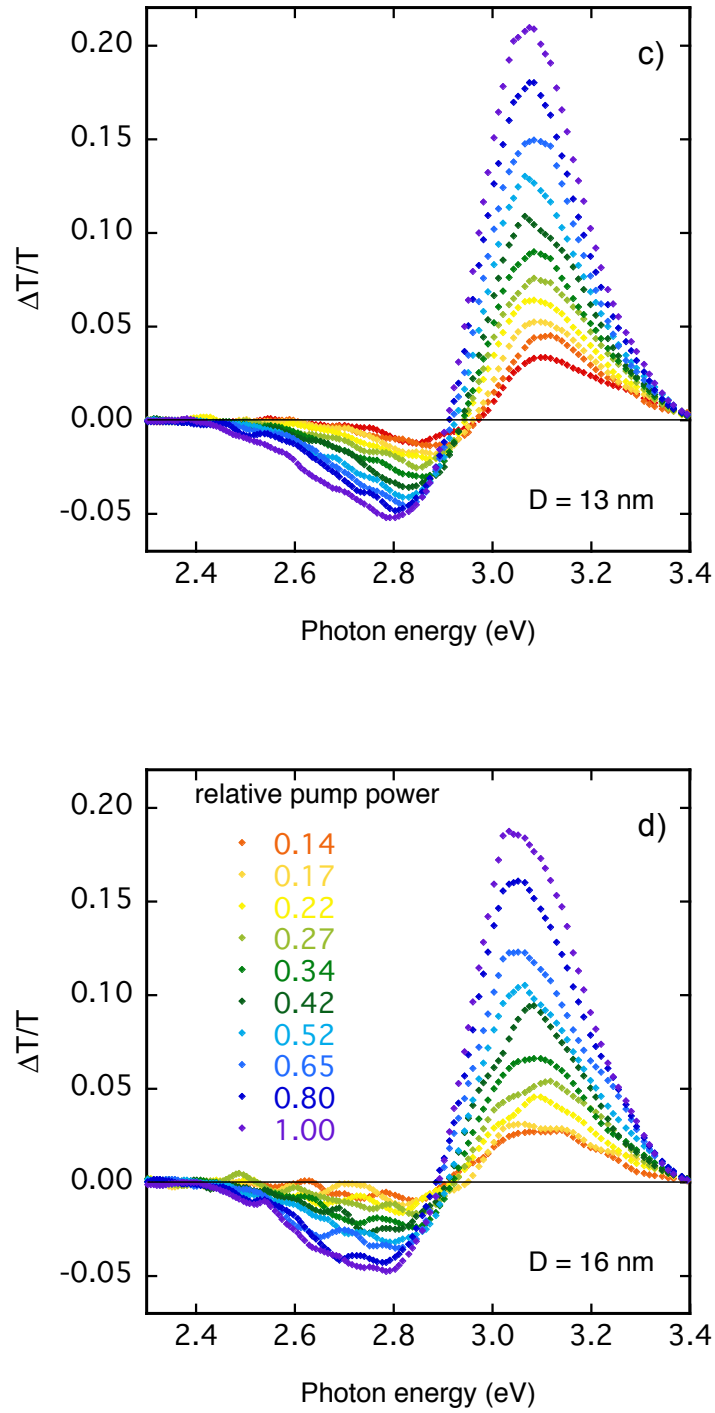 c)
0.20
0.15
0.10
0.05
0.00
-0.05
ΔT/T
D = 13 nm
2.4 2.6 2.8 3.0 3.2 3.4
Photon energy (eV)
d)
relative pump power
0.14
0.17
0.22
0.27
0.34
0.42
0.52
0.65
0.80
1.00
0.20
0.15
0.10
0.05
0.00
-0.05
ΔT/T
D = 16 nm
2.4 2.6 2.8 3.0 3.2 3.4
Photon energy (eV)